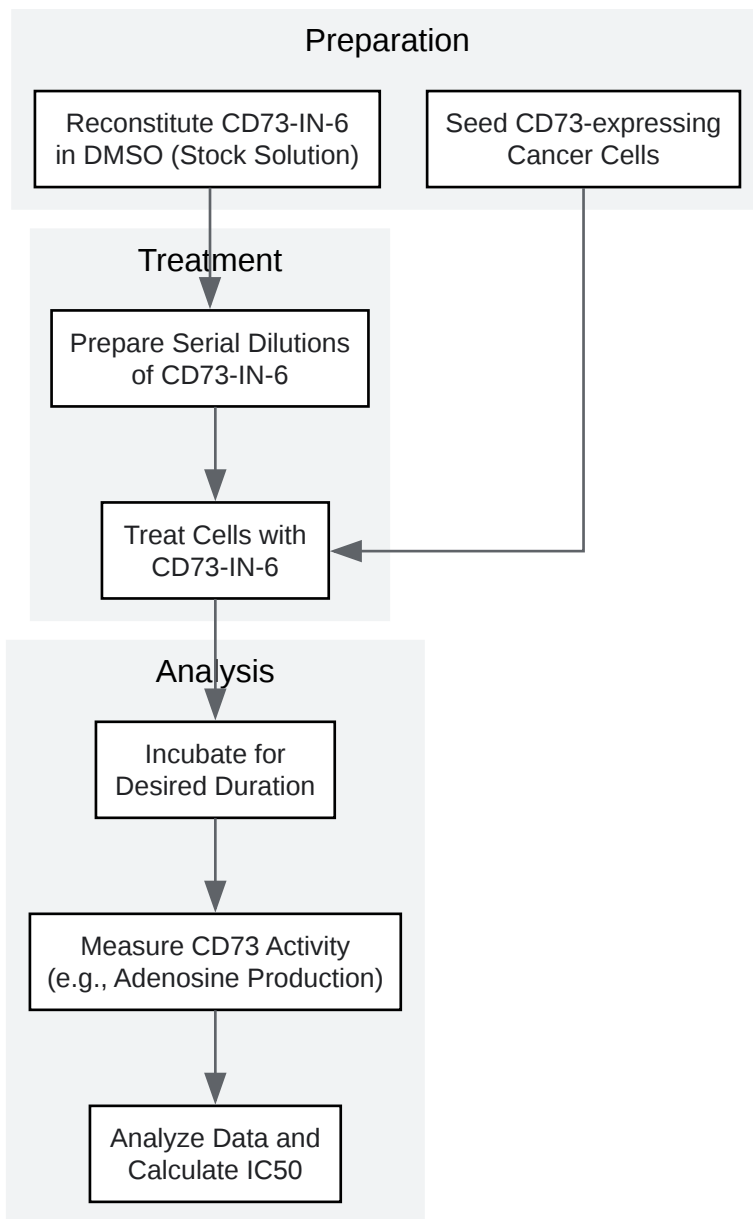 Preparation
Reconstitute CD73-IN-6
in DMSO (Stock Solution)
Seed CD73-expressing
Cancer Cells
Treatment
Prepare Serial Dilutions
of CD73-IN-6
Treat Cells with
CD73-IN-6
Analysis
Incubate for
Desired Duration
Measure CD73 Activity
(e.g., Adenosine Production)
Analyze Data and
Calculate IC50